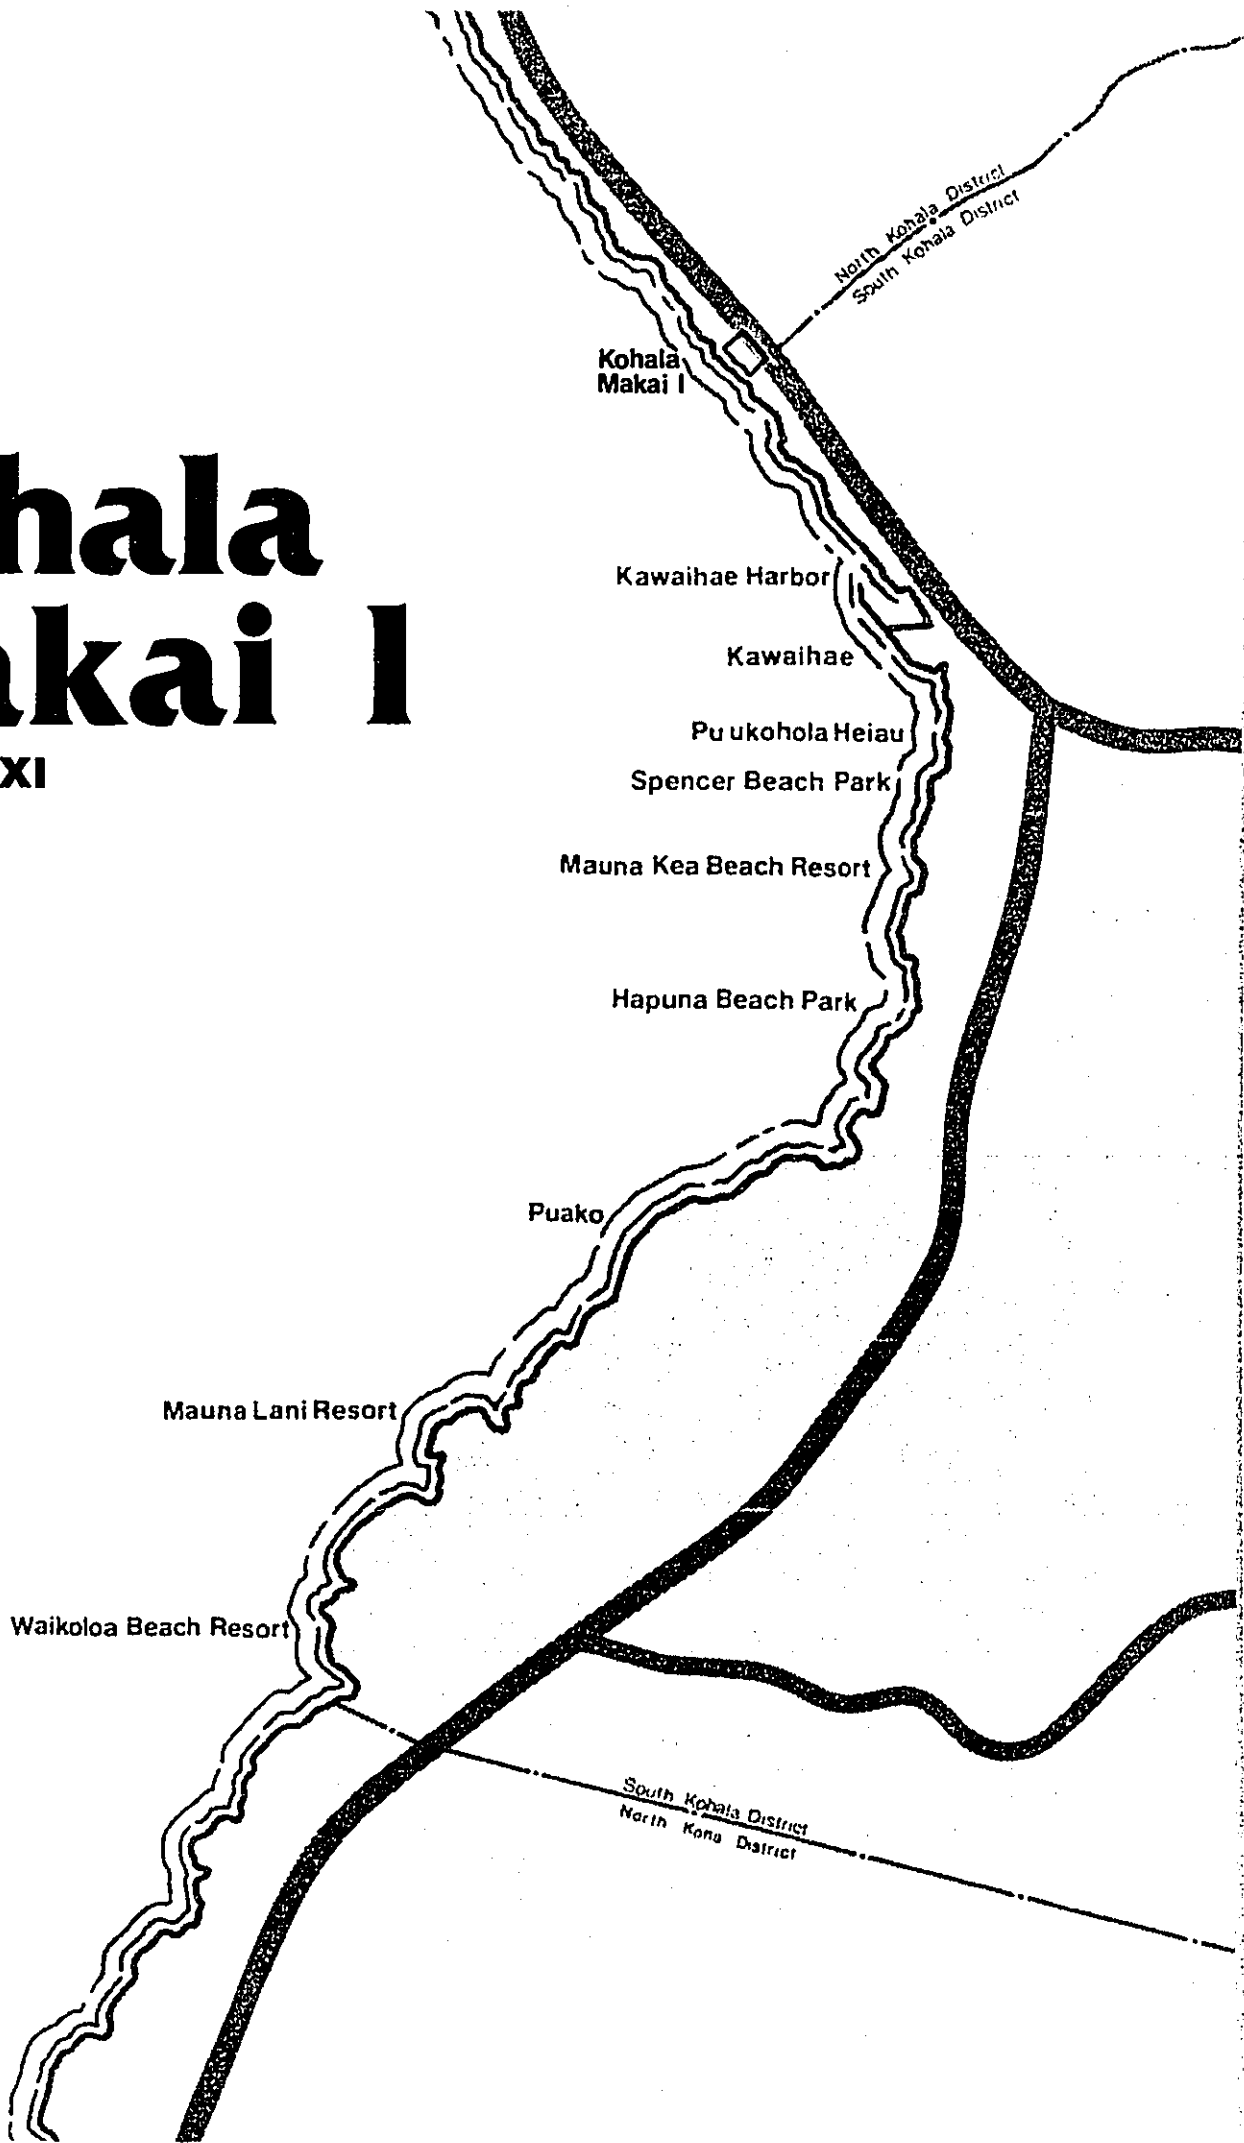 North Kohala District
South Kohala District
Kohala
Makai I
hala
akai I
XI
Kawaihae Harbor
Kawaihae
Puukohola Heiau
Spencer Beach Park
Mauna Kea Beach Resort
Hapuna Beach Park
Puako
Mauna Lani Resort
Waikoloa Beach Resort
South Kohala District
North Kona District